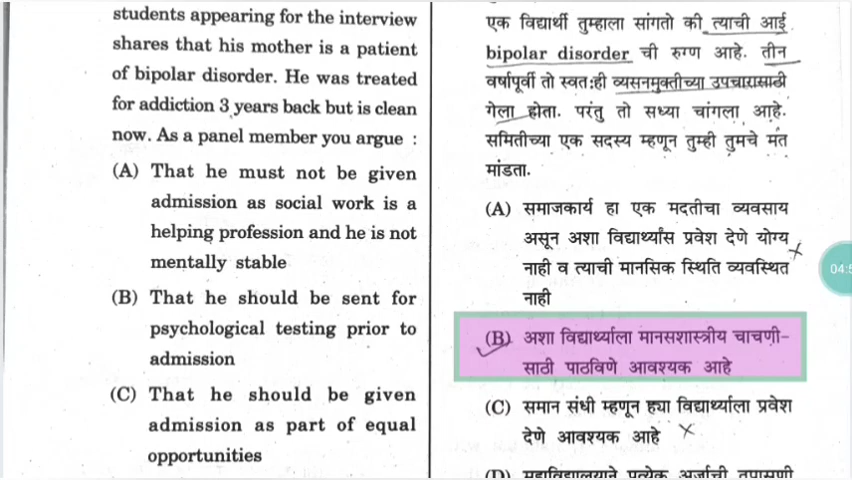 students appearing for the interview
shares that his mother is a patient
of bipolar disorder. He was treated
for addiction 3 years back but is clean
now. As a panel member you argue :
(A) That he must not be given
admission as social work is a
helping profession and he is not
mentally stable
(B) That he should be sent for
psychological testing prior to
admission
(C) That he should be given
admission as part of equal
opportunities
एक विद्यार्थी तुम्हाला सांगतो की त्याची आई
bipolar disorder ची रुग्ण आहे. तीन
वर्षापूर्वी तो स्वत:ही व्यसनमुक्तीच्या उपचारासाठी
गेला होता. परंतु तो सध्या चांगला आहे.
समितीच्या एक सदस्य म्हणून तुम्ही तुमचे मत
मांडता.
(A) समाजकार्य हा एक मदतीचा व्यवसाय
असून अशा विद्यार्थ्यांस प्रवेश देणे योग्य
नाही व त्याची मानसिक स्थिति व्यवस्थित
नाही
(B) अशा विद्यार्थ्याला मानसशास्त्रीय चाचणी-
साठी पाठविणे आवश्यक आहे
(C) समान संधी म्हणून ह्या विद्यार्थ्याला प्रवेश
देणे आवश्यक आहे
(D) महाविद्यालयाने प्रत्येक अर्जाची तपासणी